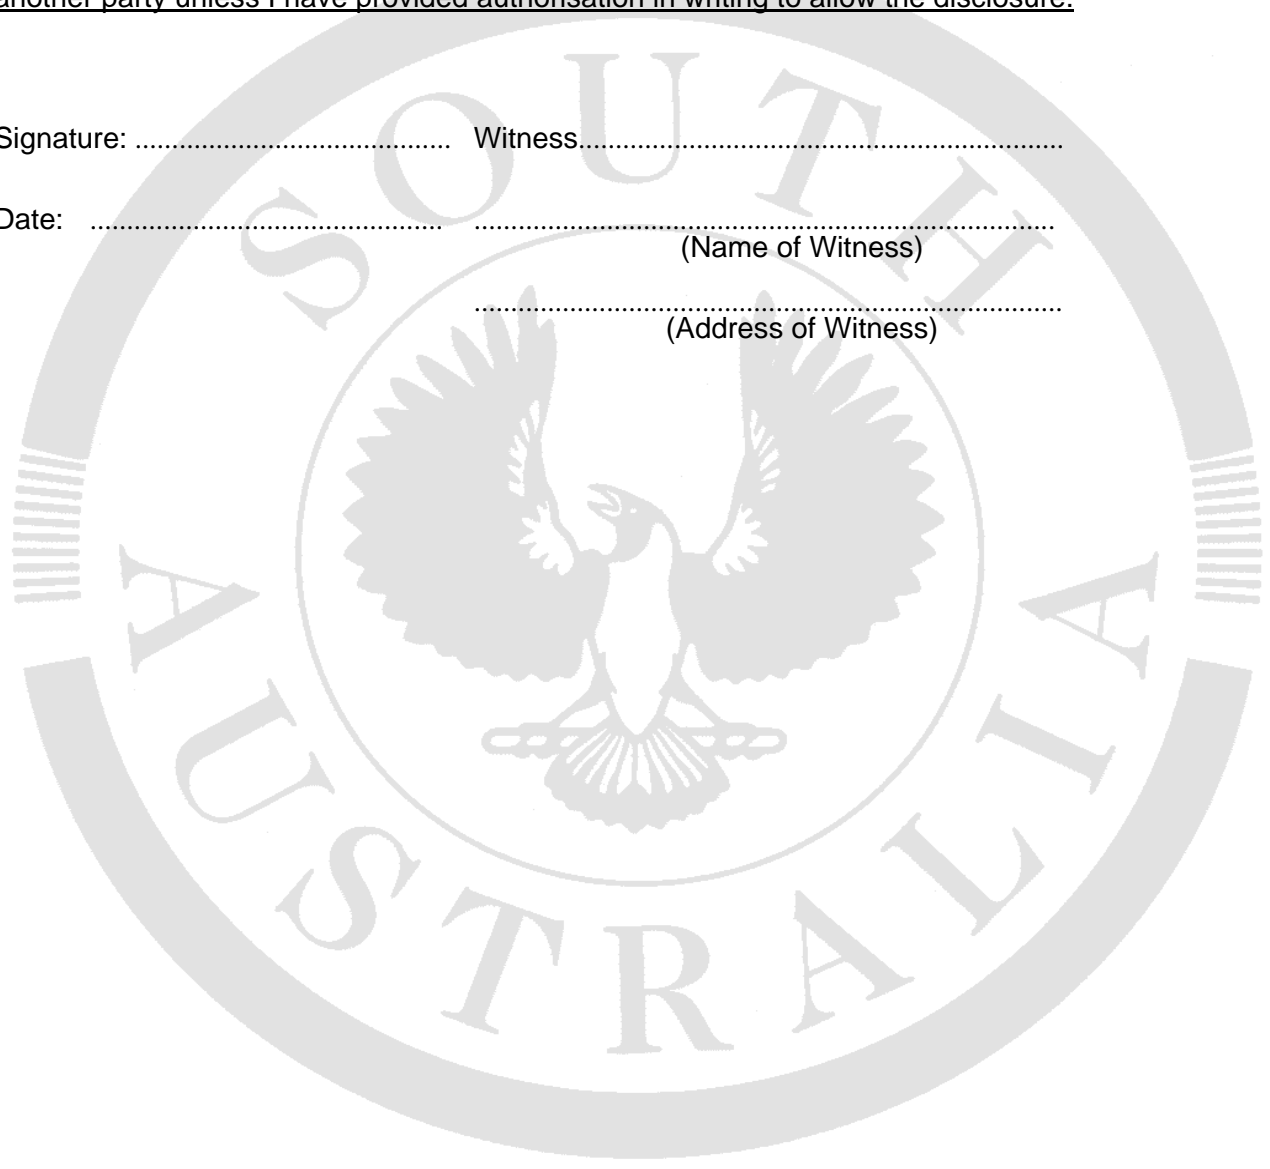 another party unless I have provided authorisation in writing to allow the disclosure.
Signature: ........................................... Witness..................................................................
Date: ................................................ ...............................................................................
(Name of Witness)
................................................................................
(Address of Witness)
SOUTH
AUSTRALIA